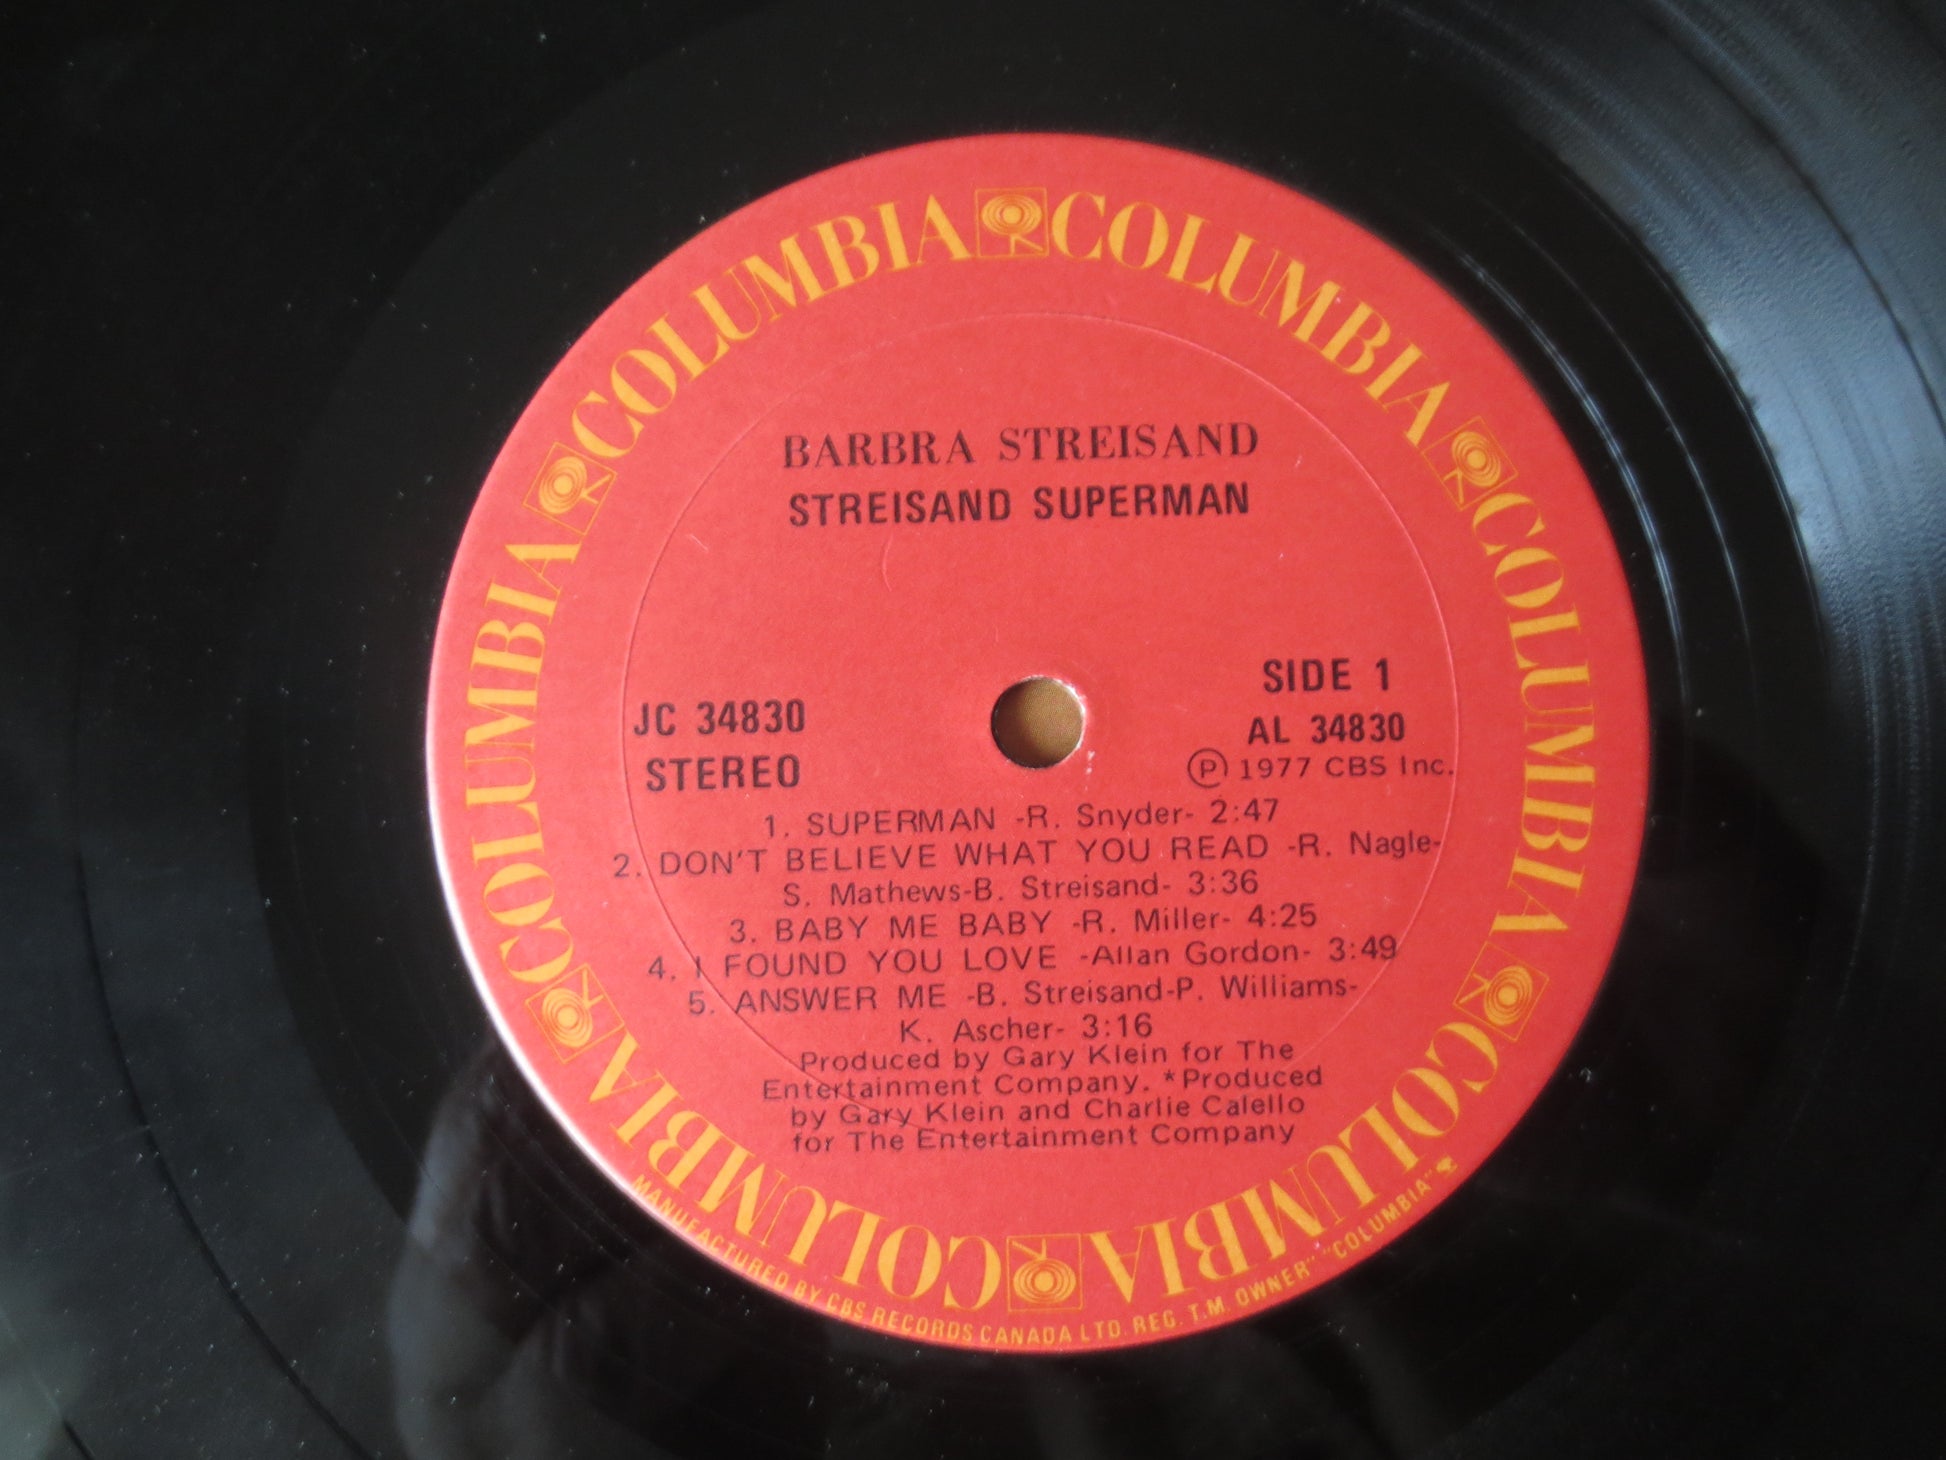 COLUMBIA COLUMBIA COLUMBIA COLUMBIA COLUMBIA COLUMBIA
BARBRA STREISAND
STREISAND SUPERMAN
SIDE 1
JC 34830
AL 34830
STEREO
Ⓟ 1977 CBS Inc.
1. SUPERMAN -R. Snyder- 2:47
2. DON'T BELIEVE WHAT YOU READ -R. Nagle-
S. Mathews-B. Streisand- 3:36
3. BABY ME BABY -R. Miller- 4:25
4. I FOUND YOU LOVE -Allan Gordon- 3:49
5. ANSWER ME -B. Streisand-P. Williams-
K. Ascher- 3:16
Produced by Gary Klein for The
Entertainment Company. *Produced
by Gary Klein and Charlie Calello
for The Entertainment Company
MANUFACTURED BY CBS RECORDS CANADA LTD. REG. T.M. OWNER" "COLUMBIA"